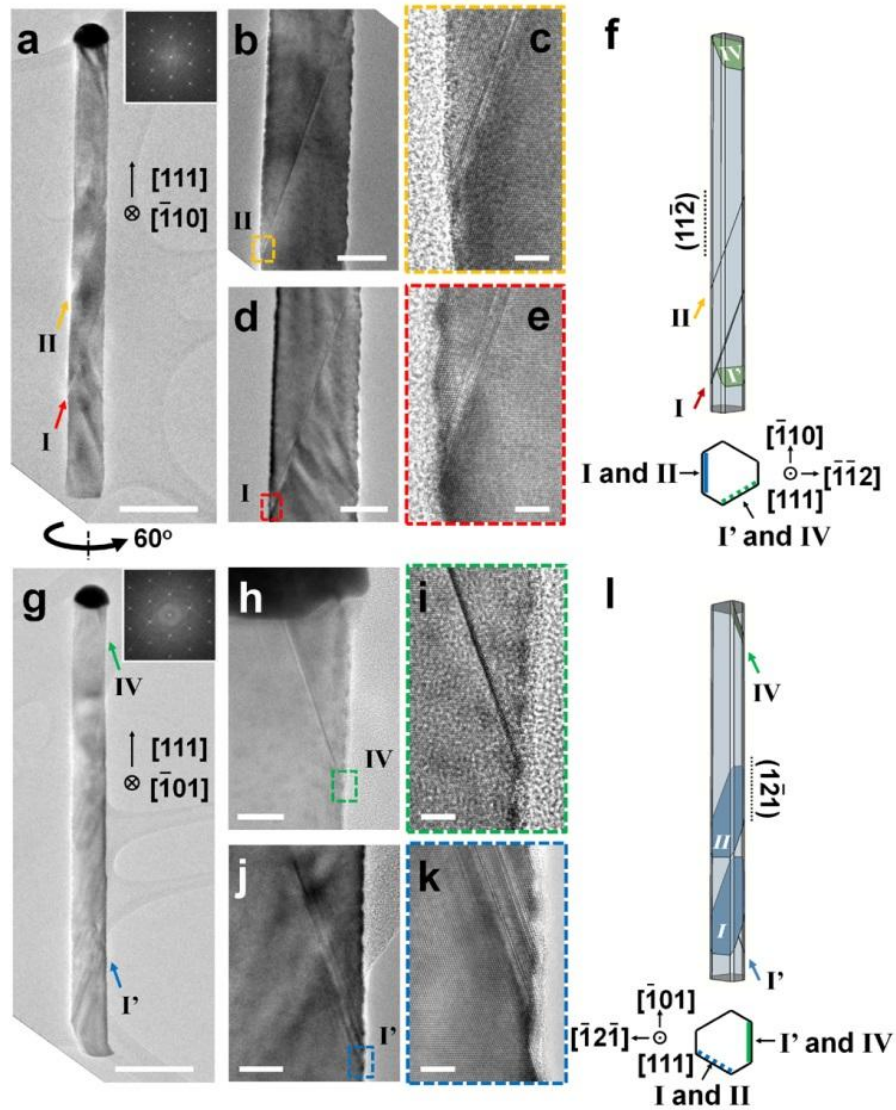 a
[111]
⊗ [1̄10]
II
I
60°
b
II
c
d
I
e
f
IV
(112̄)
II
I'
I
[1̄10]
I and II
[1̄1̄2]
[111]
I' and IV
g
IV
[111]
⊗ [1̄01]
I'
h
IV
i
j
I'
k
l
IV
(12̄1)
II
I
I'
[1̄01]
[1̄21̄]
[111]
I' and IV
I and II